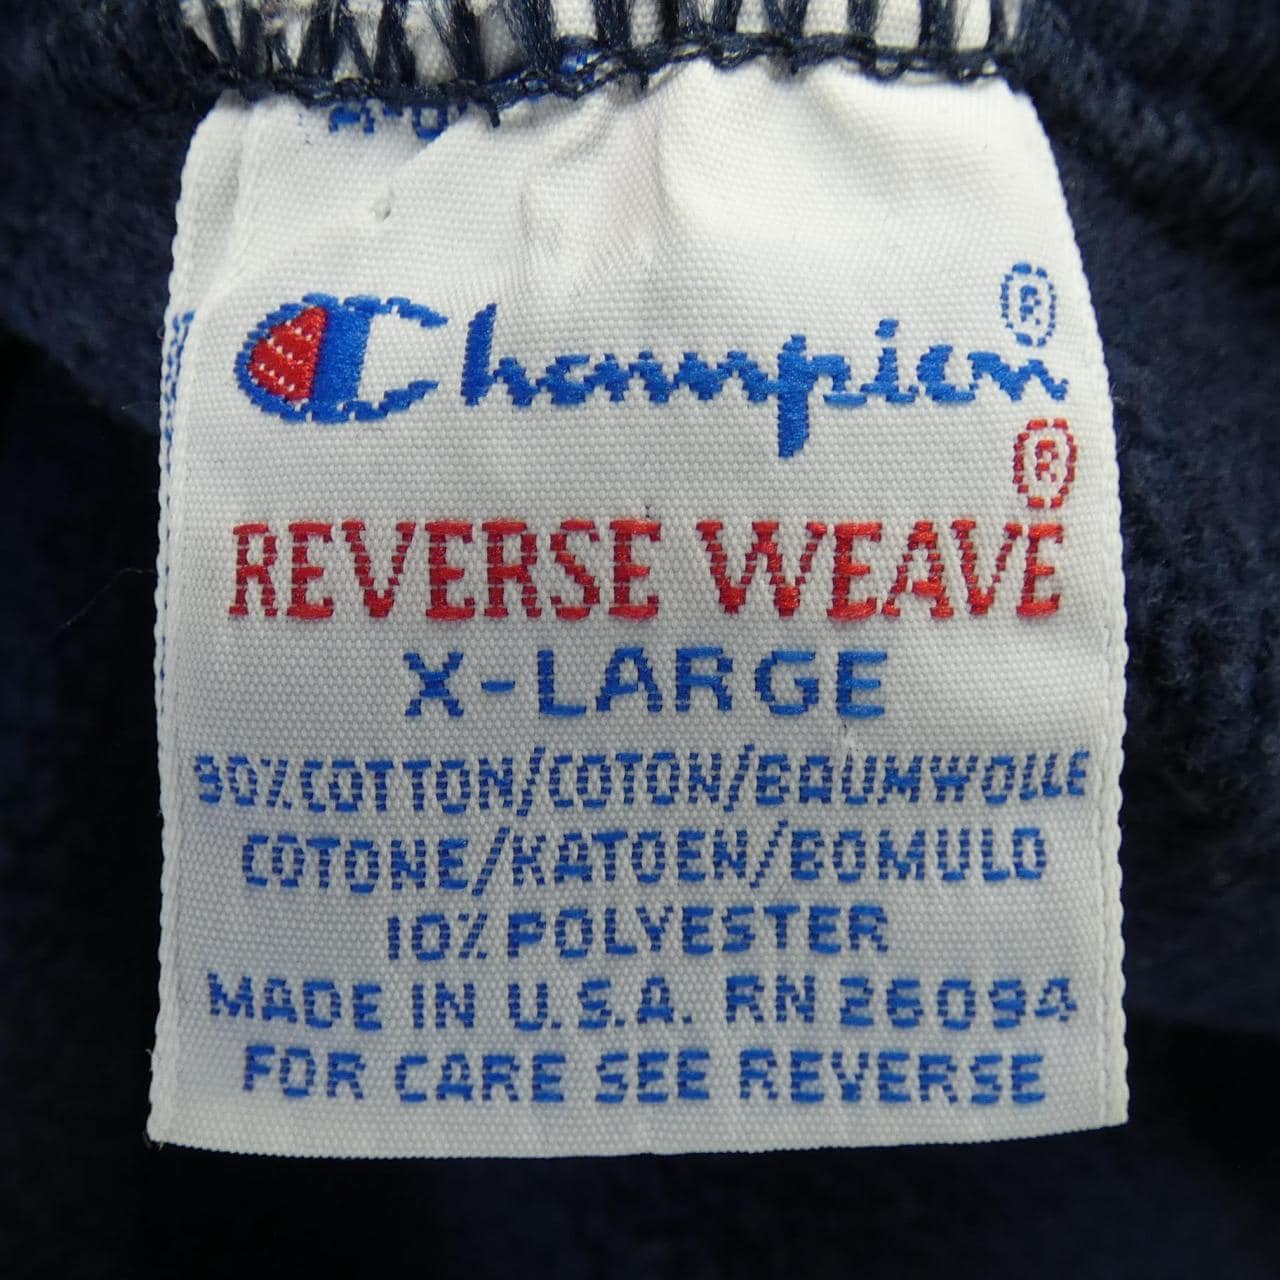 Champion®
®
REVERSE WEAVE
X-LARGE
90% COTTON/COTON/BAUMWOLLE
COTONE/KATOEN/BOMULD
10% POLYESTER
MADE IN U.S.A. RN 26094
FOR CARE SEE REVERSE